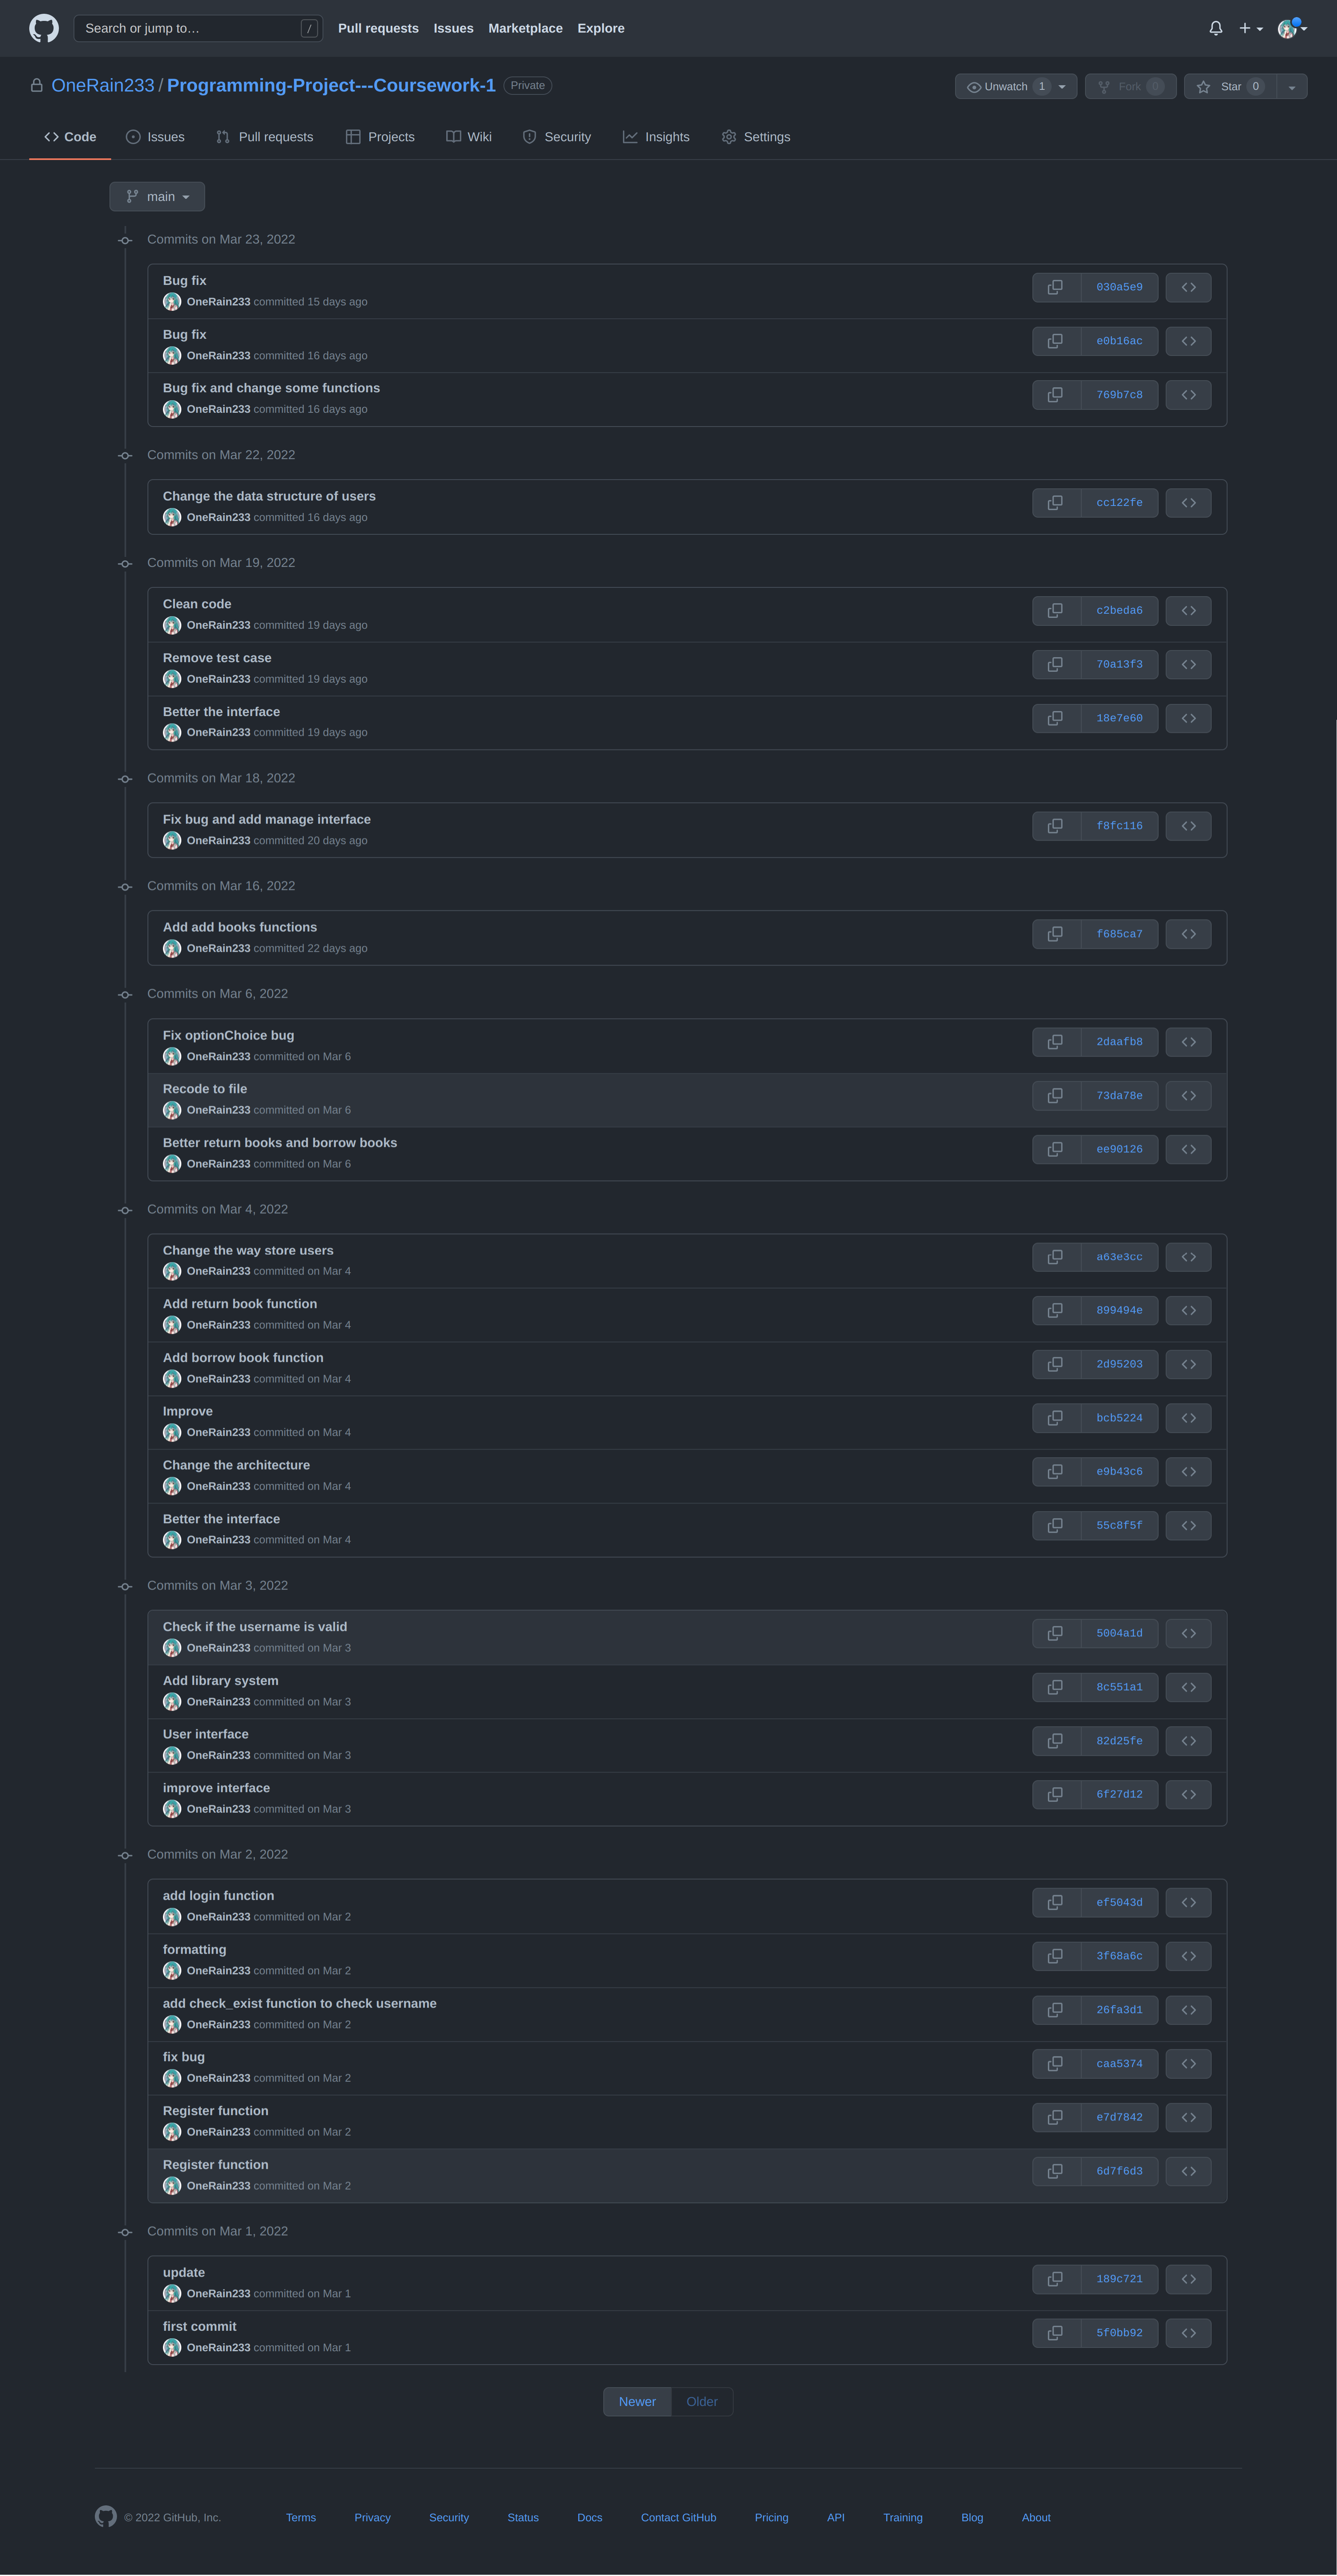 Search or jump to… /
Pull requests Issues Marketplace Explore
OneRain233 / Programming-Project---Coursework-1 Private
Unwatch 1 Fork 0 Star 0
Code Issues Pull requests Projects Wiki Security Insights Settings
main
Commits on Mar 23, 2022
Bug fix
OneRain233 committed 15 days ago
030a5e9
Bug fix
OneRain233 committed 16 days ago
e0b16ac
Bug fix and change some functions
OneRain233 committed 16 days ago
769b7c8
Commits on Mar 22, 2022
Change the data structure of users
OneRain233 committed 16 days ago
cc122fe
Commits on Mar 19, 2022
Clean code
OneRain233 committed 19 days ago
c2beda6
Remove test case
OneRain233 committed 19 days ago
70a13f3
Better the interface
OneRain233 committed 19 days ago
18e7e60
Commits on Mar 18, 2022
Fix bug and add manage interface
OneRain233 committed 20 days ago
f8fc116
Commits on Mar 16, 2022
Add add books functions
OneRain233 committed 22 days ago
f685ca7
Commits on Mar 6, 2022
Fix optionChoice bug
OneRain233 committed on Mar 6
2daafb8
Recode to file
OneRain233 committed on Mar 6
73da78e
Better return books and borrow books
OneRain233 committed on Mar 6
ee90126
Commits on Mar 4, 2022
Change the way store users
OneRain233 committed on Mar 4
a63e3cc
Add return book function
OneRain233 committed on Mar 4
899494e
Add borrow book function
OneRain233 committed on Mar 4
2d95203
Improve
OneRain233 committed on Mar 4
bcb5224
Change the architecture
OneRain233 committed on Mar 4
e9b43c6
Better the interface
OneRain233 committed on Mar 4
55c8f5f
Commits on Mar 3, 2022
Check if the username is valid
OneRain233 committed on Mar 3
5004a1d
Add library system
OneRain233 committed on Mar 3
8c551a1
User interface
OneRain233 committed on Mar 3
82d25fe
improve interface
OneRain233 committed on Mar 3
6f27d12
Commits on Mar 2, 2022
add login function
OneRain233 committed on Mar 2
ef5043d
formatting
OneRain233 committed on Mar 2
3f68a6c
add check_exist function to check username
OneRain233 committed on Mar 2
26fa3d1
fix bug
OneRain233 committed on Mar 2
caa5374
Register function
OneRain233 committed on Mar 2
e7d7842
Register function
OneRain233 committed on Mar 2
6d7f6d3
Commits on Mar 1, 2022
update
OneRain233 committed on Mar 1
189c721
first commit
OneRain233 committed on Mar 1
5f0bb92
Newer Older
© 2022 GitHub, Inc. Terms Privacy Security Status Docs Contact GitHub Pricing API Training Blog About